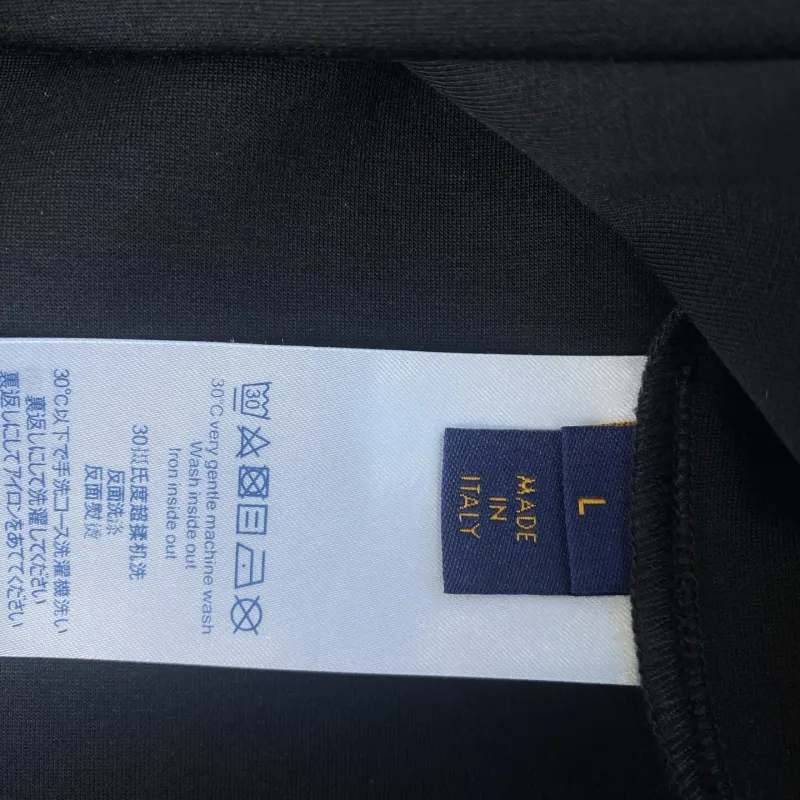 L
MADE
IN
ITALY
30
30°C very gentle machine wash
Wash inside out
Iron inside out
30摄氏度超柔机洗
反面洗涤
反面熨烫
30℃以下で手洗コース洗濯機洗い
裏返しにして洗濯してください
裏返しにしてアイロンをあててください